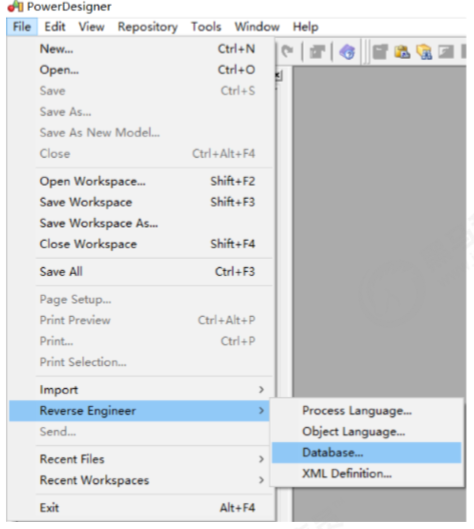 PowerDesigner
File Edit View Repository Tools Window Help
New... Ctrl+N
Open... Ctrl+O
Save Ctrl+S
Save As...
Save As New Model...
Close Ctrl+Alt+F4
Open Workspace... Shift+F2
Save Workspace Shift+F3
Save Workspace As...
Close Workspace Shift+F4
Save All Ctrl+F3
Page Setup...
Print Preview Ctrl+Alt+P
Print... Ctrl+P
Print Selection...
Import >
Reverse Engineer > Process Language...
Send... Object Language...
Recent Files > Database...
Recent Workspaces > XML Definition...
Exit Alt+F4